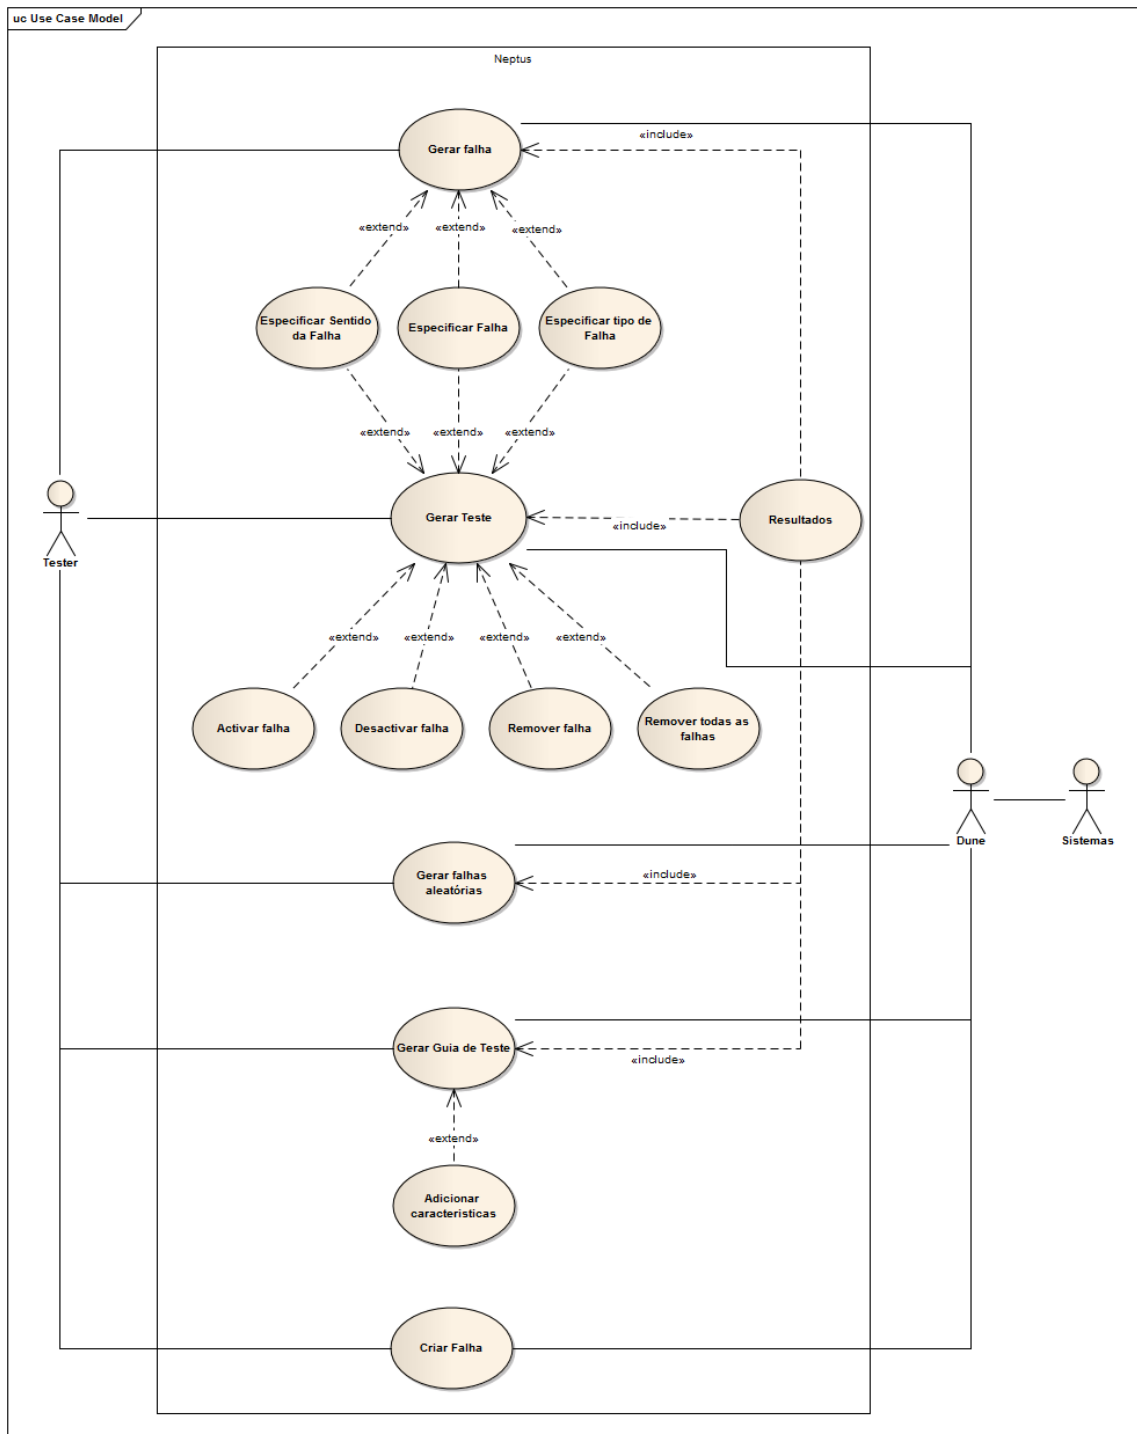 uc Use Case Model
Neptus
«include»
Gerar falha
«extend»
«extend»
«extend»
Especificar Sentido
da Falha
Especificar Falha
Especificar tipo de
Falha
«extend»
«extend»
«extend»
Gerar Teste
«include»
Resultados
Tester
«extend»
«extend»
«extend»
«extend»
Activar falha
Desactivar falha
Remover falha
Remover todas as
falhas
Dune
Sistemas
Gerar falhas
aleatórias
«include»
Gerar Guia de Teste
«include»
«extend»
Adicionar
caracteristicas
Criar Falha